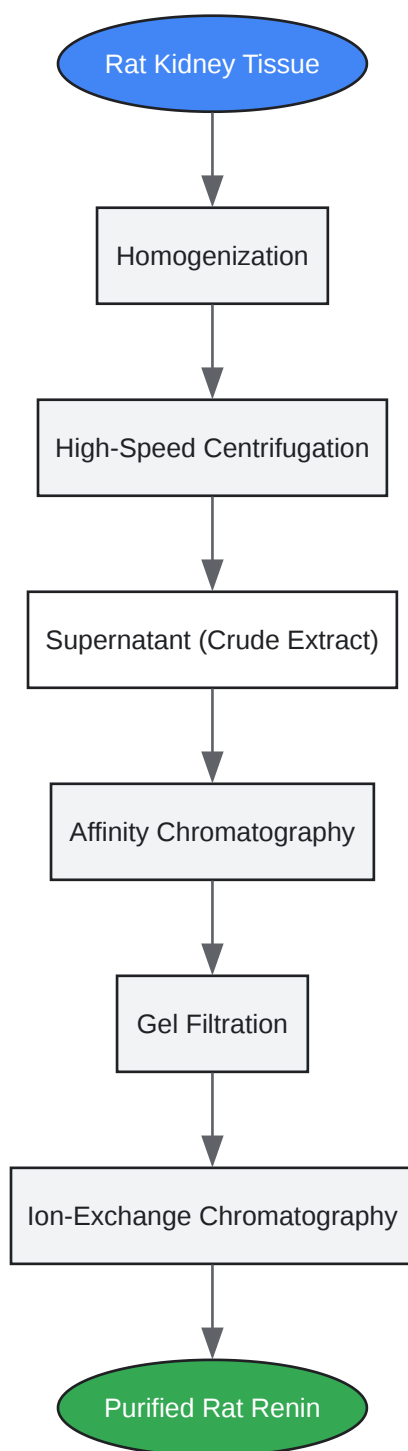 Rat Kidney Tissue
Homogenization
High-Speed Centrifugation
Supernatant (Crude Extract)
Affinity Chromatography
Gel Filtration
Ion-Exchange Chromatography
Purified Rat Renin